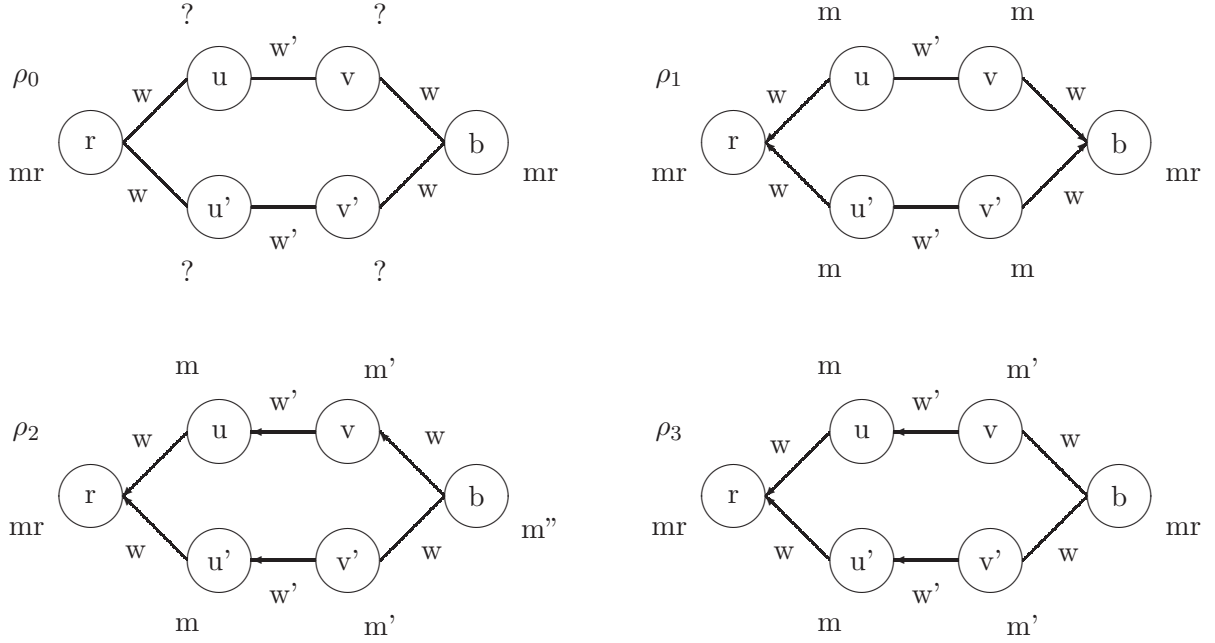 ? ? m m
w' w'
ρ0 u v ρ1 u v
w w w w
r b r b
mr w w mr mr w w mr
u' v' u' v'
w' w'
? ? m m
m m' m m'
w' w'
ρ2 u v ρ3 u v
w w w w
r b r b
mr w w m" mr w w mr
u' v' u' v'
w' w'
m m' m m'